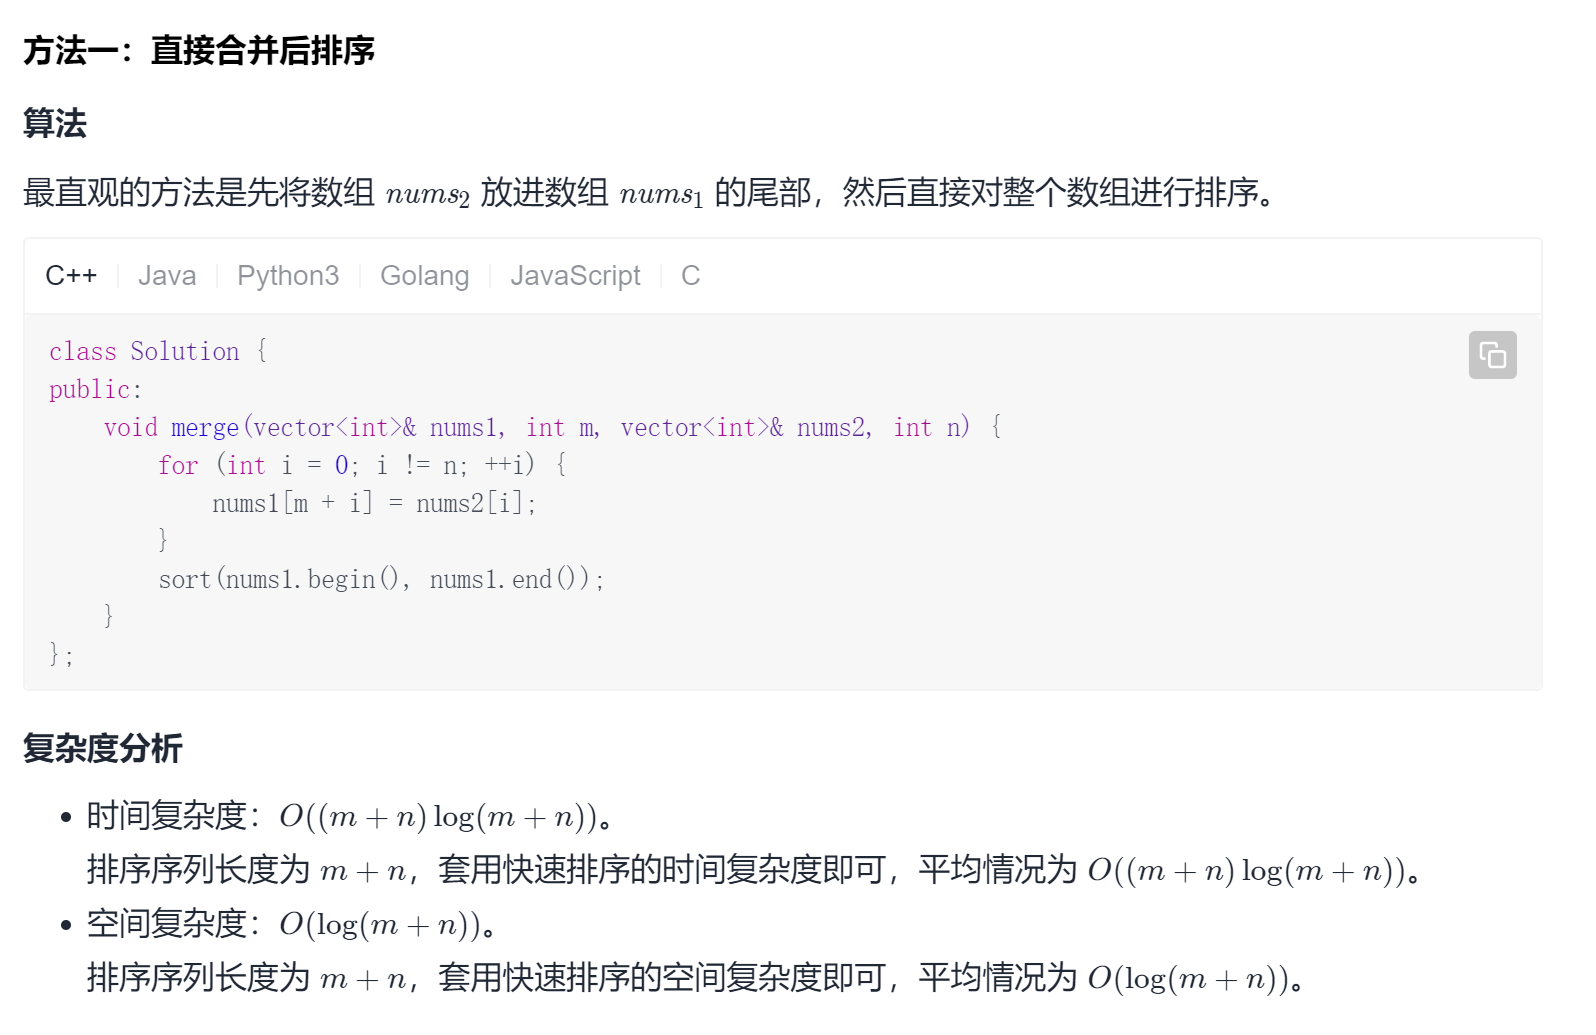 方法一：直接合并后排序
算法
最直观的方法是先将数组 nums₂ 放进数组 nums₁ 的尾部，然后直接对整个数组进行排序。
C++ | Java | Python3 | Golang | JavaScript | C
class Solution {
public:
    void merge(vector<int>& nums1, int m, vector<int>& nums2, int n) {
        for (int i = 0; i != n; ++i) {
            nums1[m + i] = nums2[i];
        }
        sort(nums1.begin(), nums1.end());
    }
};
复杂度分析
• 时间复杂度：O((m + n) log(m + n))。
排序序列长度为 m + n，套用快速排序的时间复杂度即可，平均情况为 O((m + n) log(m + n))。
• 空间复杂度：O(log(m + n))。
排序序列长度为 m + n，套用快速排序的空间复杂度即可，平均情况为 O(log(m + n))。